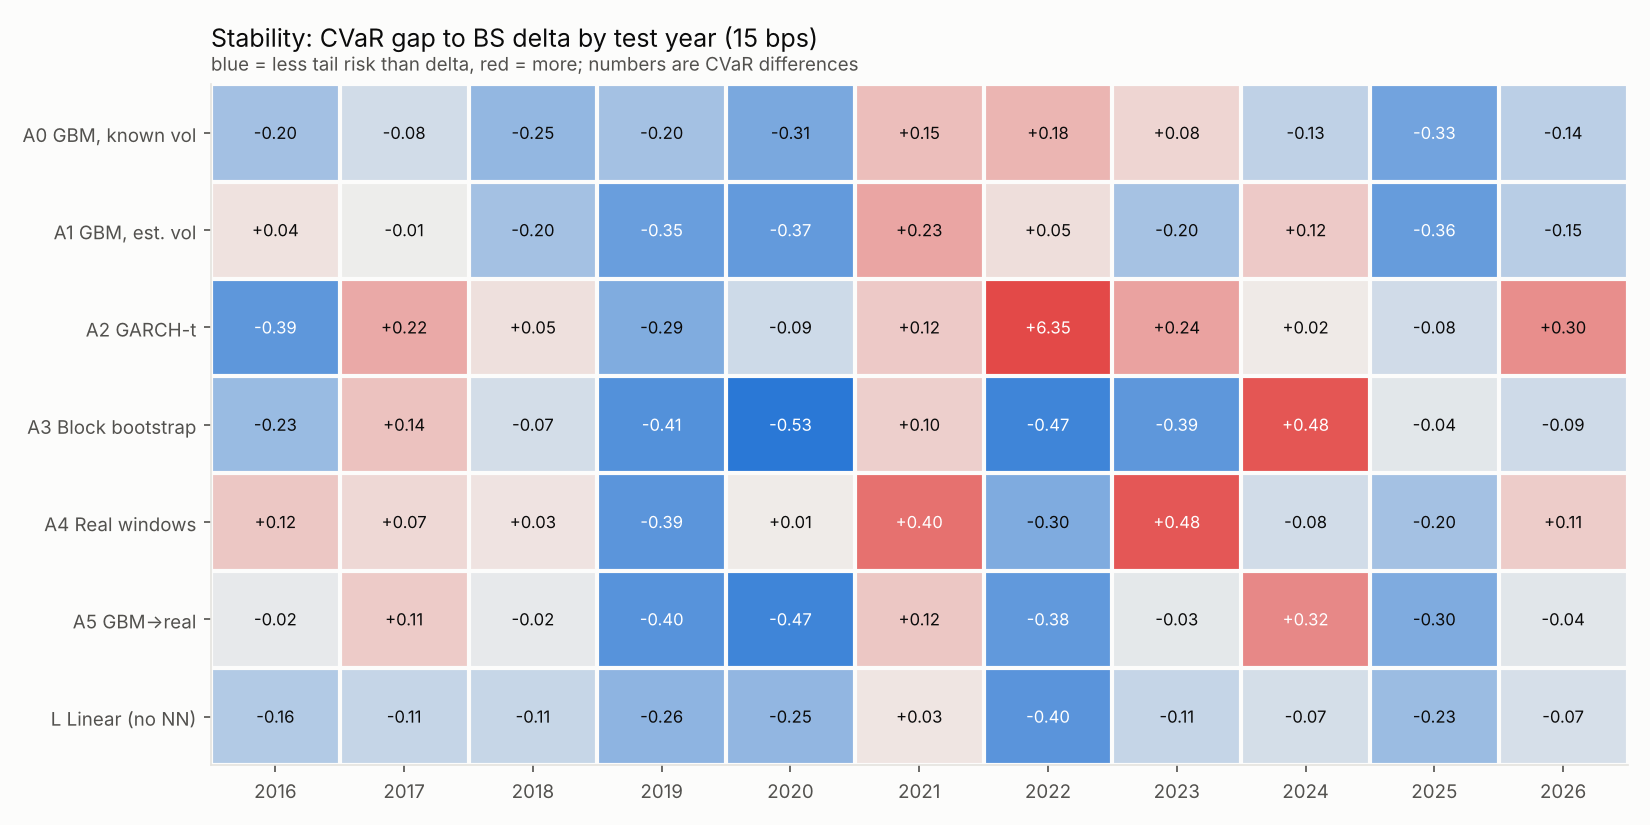 Stability: CVaR gap to BS delta by test year (15 bps)
blue = less tail risk than delta, red = more; numbers are CVaR differences
A0 GBM, known vol -0.20 -0.08 -0.25 -0.20 -0.31 +0.15 +0.18 +0.08 -0.13 -0.33 -0.14
A1 GBM, est. vol +0.04 -0.01 -0.20 -0.35 -0.37 +0.23 +0.05 -0.20 +0.12 -0.36 -0.15
A2 GARCH-t -0.39 +0.22 +0.05 -0.29 -0.09 +0.12 +6.35 +0.24 +0.02 -0.08 +0.30
A3 Block bootstrap -0.23 +0.14 -0.07 -0.41 -0.53 +0.10 -0.47 -0.39 +0.48 -0.04 -0.09
A4 Real windows +0.12 +0.07 +0.03 -0.39 +0.01 +0.40 -0.30 +0.48 -0.08 -0.20 +0.11
A5 GBM→real -0.02 +0.11 -0.02 -0.40 -0.47 +0.12 -0.38 -0.03 +0.32 -0.30 -0.04
L Linear (no NN) -0.16 -0.11 -0.11 -0.26 -0.25 +0.03 -0.40 -0.11 -0.07 -0.23 -0.07
2016 2017 2018 2019 2020 2021 2022 2023 2024 2025 2026